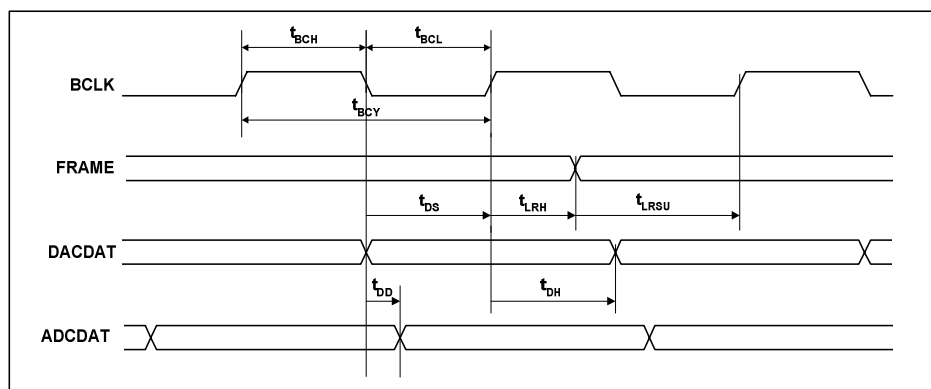 tBCH
tBCL
BCLK
tBCY
FRAME
tDS
tLRH
tLRSU
DACDAT
tDD
tDH
ADCDAT